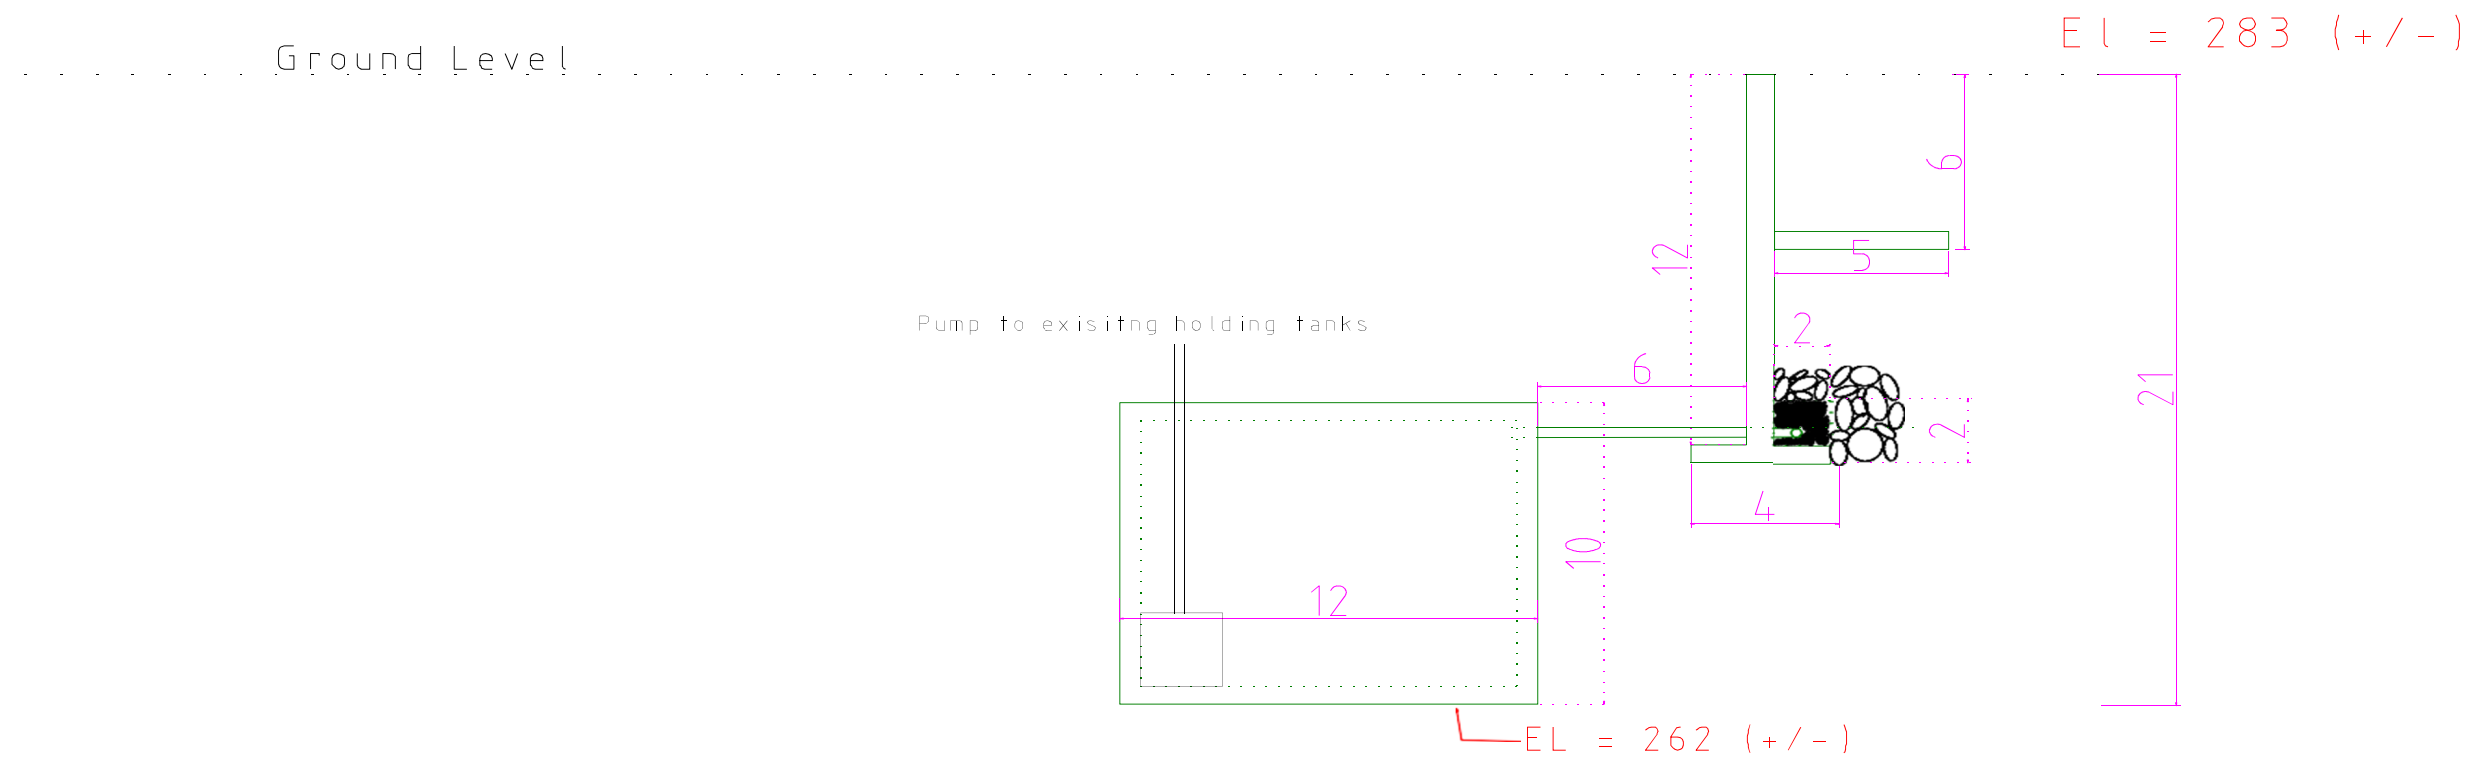 El = 283 (+/-)
Ground Level
6
12
5
2
Pump to exisitng holding tanks
6
21
2
4
10
12
EL = 262 (+/-)